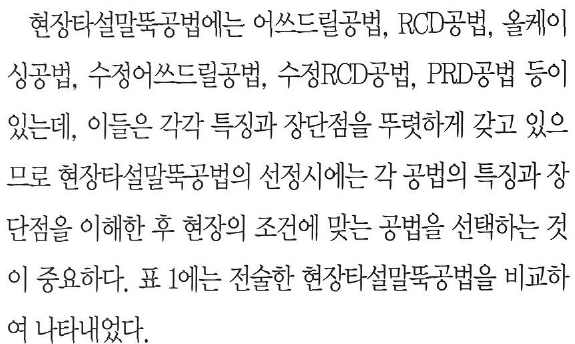 현장타설말뚝공법에는 어쓰드릴공법, RCD공법, 올케이
싱공법, 수정어쓰드릴공법, 수정RCD공법, PRD공법 등이
있는데, 이들은 각각 특징과 장단점을 뚜렷하게 갖고 있으
므로 현장타설말뚝공법의 선정시에는 각 공법의 특징과 장
단점을 이해한 후 현장의 조건에 맞는 공법을 선택하는 것
이 중요하다. 표 1에는 전술한 현장타설말뚝공법을 비교하
여 나타내었다.